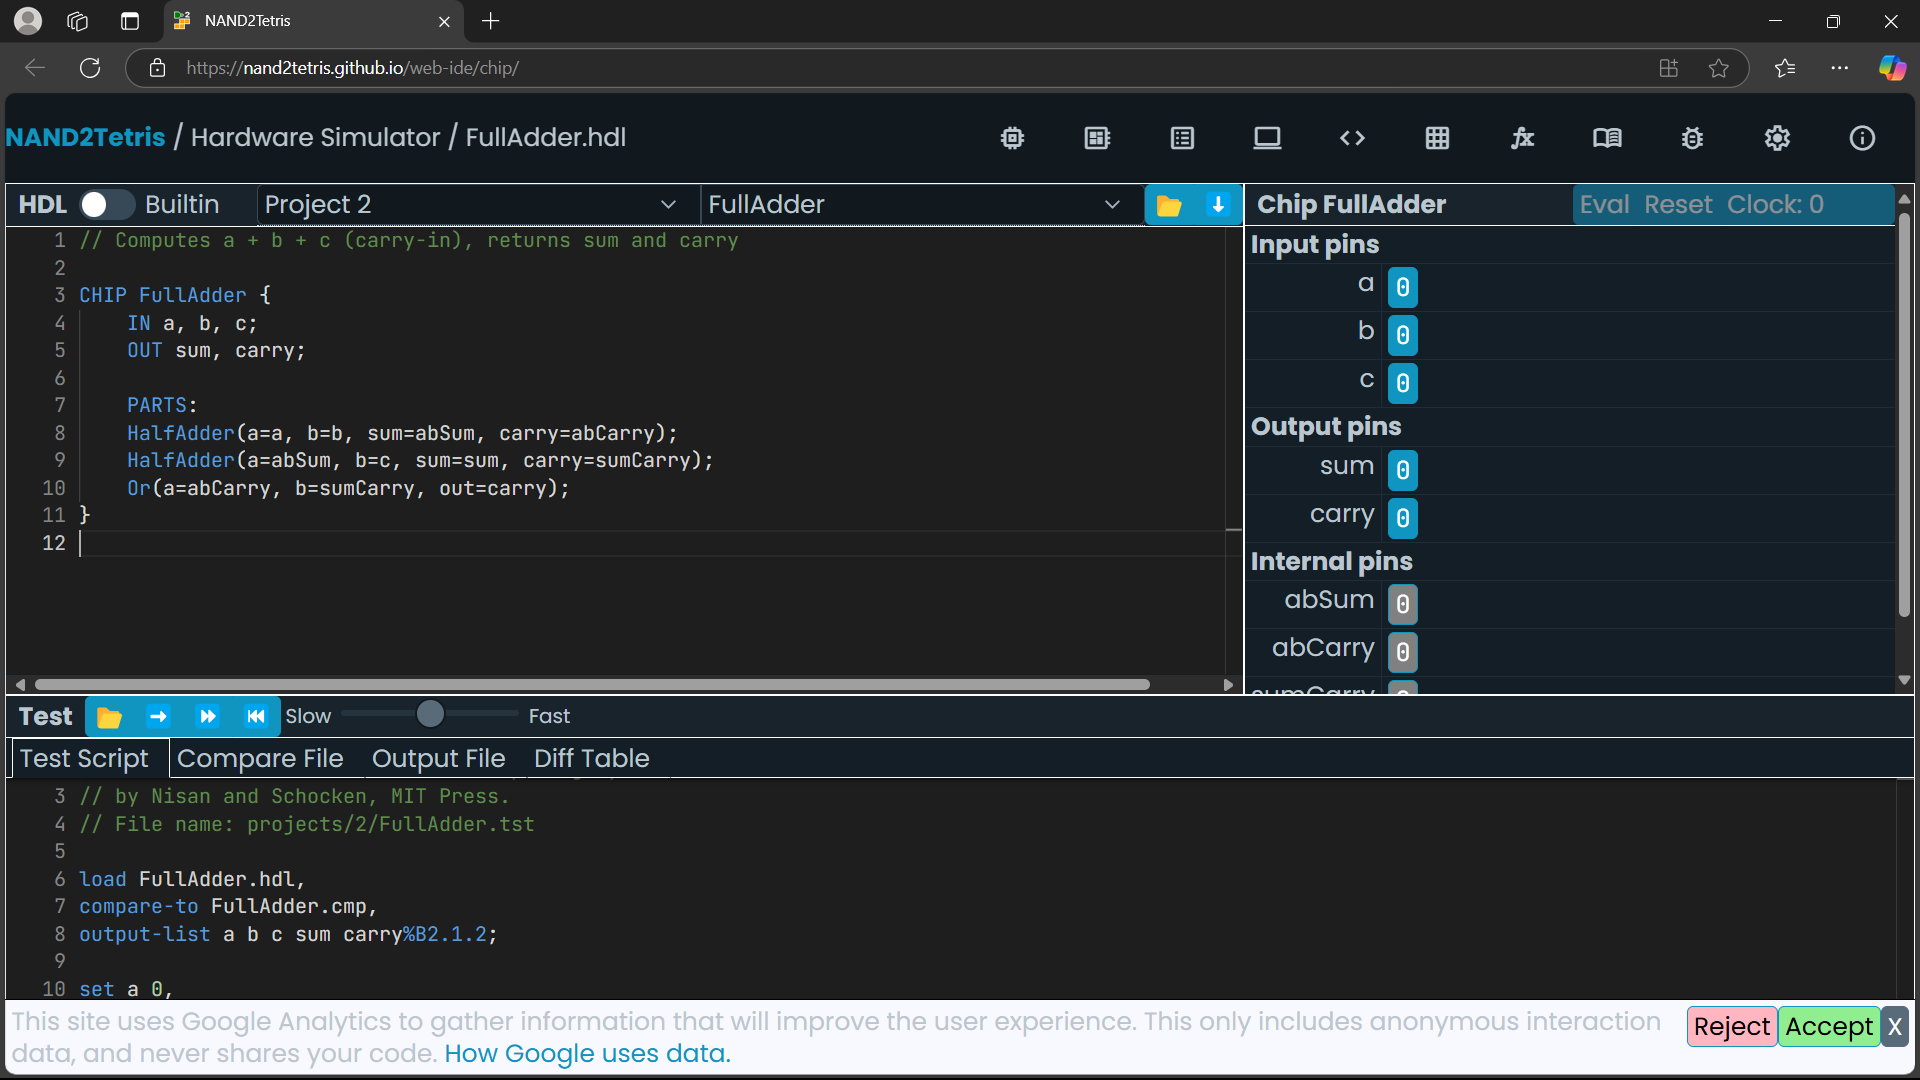 NAND2Tetris
https://nand2tetris.github.io/web-ide/chip/
NAND2Tetris / Hardware Simulator / FullAdder.hdl
HDL Builtin Project 2 FullAdder
1 // Computes a + b + c (carry-in), returns sum and carry
2
3 CHIP FullAdder {
4 IN a, b, c;
5 OUT sum, carry;
6
7 PARTS:
8 HalfAdder(a=a, b=b, sum=abSum, carry=abCarry);
9 HalfAdder(a=abSum, b=c, sum=sum, carry=sumCarry);
10 Or(a=abCarry, b=sumCarry, out=carry);
11 }
12
Chip FullAdder Eval Reset Clock: 0
Input pins
a 0
b 0
c 0
Output pins
sum 0
carry 0
Internal pins
abSum 0
abCarry 0
sumCarry 0
Test Slow Fast
Test Script Compare File Output File Diff Table
3 // by Nisan and Schocken, MIT Press.
4 // File name: projects/2/FullAdder.tst
5
6 load FullAdder.hdl,
7 compare-to FullAdder.cmp,
8 output-list a b c sum carry%B2.1.2;
9
10 set a 0,
This site uses Google Analytics to gather information that will improve the user experience. This only includes anonymous interaction
data, and never shares your code. How Google uses data.
Reject Accept X